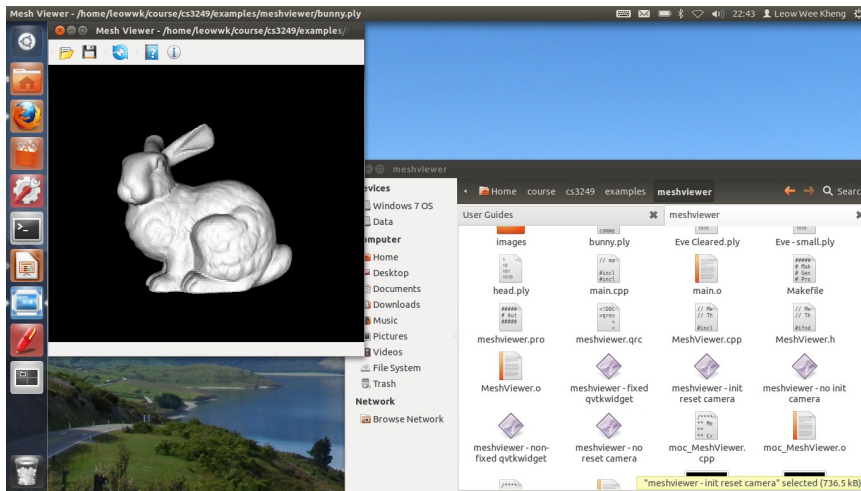 Mesh Viewer - /home/leowwk/course/cs3249/examples/meshviewer/bunny.ply
22:43
Leow Wee Kheng
Mesh Viewer - /home/leowwk/course/cs3249/examples/
meshviewer
Devices
Windows 7 OS
Data
Computer
Home
Desktop
Documents
Downloads
Music
Pictures
Videos
File System
Trash
Network
Browse Network
Home course cs3249 examples meshviewer
Searc
User Guides
meshviewer
images
bunny.ply
Eve Cleared.ply
Eve - small.ply
head.ply
main.cpp
main.o
Makefile
meshviewer.pro
meshviewer.qrc
MeshViewer.cpp
MeshViewer.h
MeshViewer.o
meshviewer - fixed
qvtkwidget
meshviewer - init
reset camera
meshviewer - no init
camera
meshviewer - non-
fixed qvtkwidget
meshviewer - no
reset camera
moc_MeshViewer.
cpp
moc_MeshViewer.o
"meshviewer - init reset camera" selected (736.5 kB)